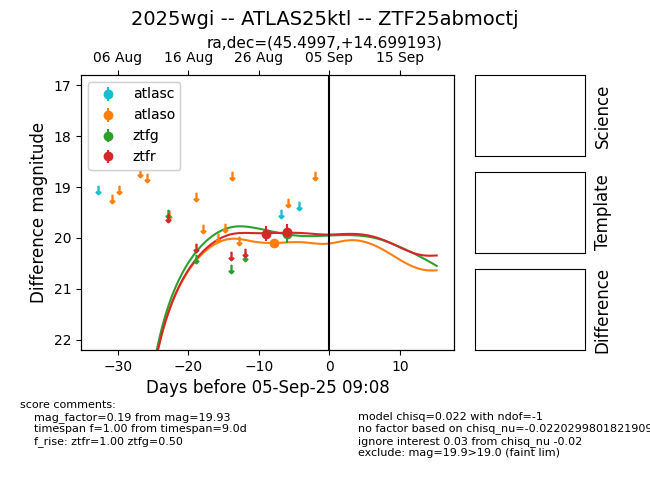 2025wgi -- ATLAS25ktl -- ZTF25abmoctj
ra,dec=(45.4997,+14.699193)
06 Aug 16 Aug 26 Aug 05 Sep 15 Sep
atlasc
atlaso
ztfg
ztfr
17
18
19
20
21
22
Difference magnitude
−30 −20 −10 0 10
Days before 05-Sep-25 09:08
Science
Template
Difference
score comments:
mag_factor=0.19 from mag=19.93
timespan f=1.00 from timespan=9.0d
f_rise: ztfr=1.00 ztfg=0.50
model chisq=0.022 with ndof=-1
no factor based on chisq_nu=-0.0220299801821909
ignore interest 0.03 from chisq_nu -0.02
exclude: mag=19.9>19.0 (faint lim)